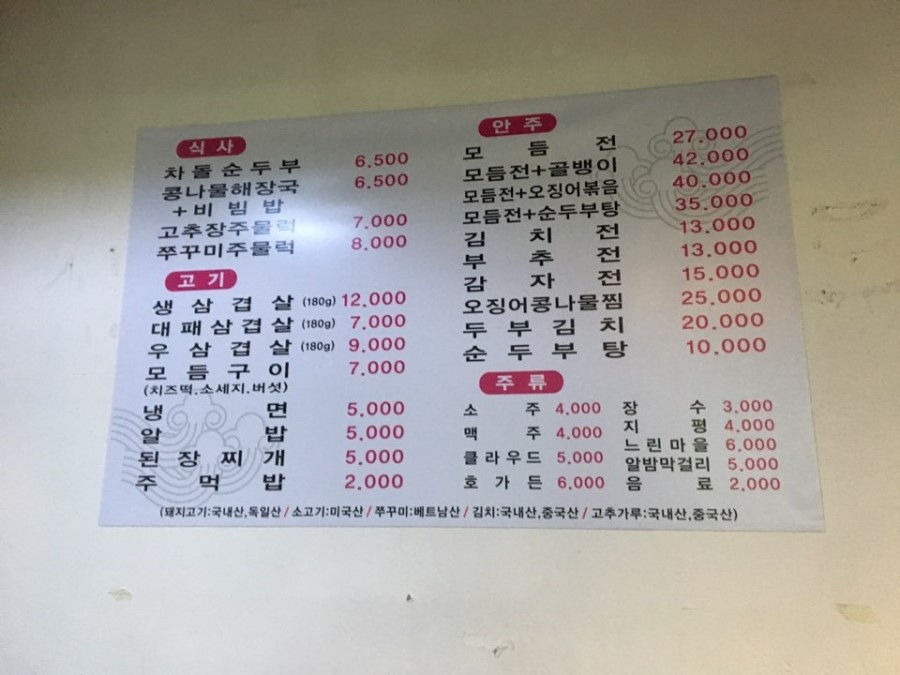 식사
차돌순두부 6.500
콩나물해장국 6.500
+비빔밥
고추장주물럭 7.000
쭈꾸미주물럭 8.000
고기
생삼겹살 (180g) 12.000
대패삼겹살 (180g) 7.000
우삼겹살 (180g) 9.000
모듬구이 7.000
(치즈떡.소세지.버섯)
냉면 5.000
알밥 5.000
된장찌개 5.000
주먹밥 2.000
안주
모듬전 27.000
모듬전+골뱅이 42.000
모듬전+오징어볶음 40.000
모듬전+순두부탕 35.000
김치전 13.000
부추전 13.000
감자전 15.000
오징어콩나물찜 25.000
두부김치 20.000
순두부탕 10.000
주류
소주 4.000 장수 3.000
맥주 4.000 지평 4.000
클라우드 5.000 느린마을 6.000
호가든 6.000 알밤막걸리 5.000
음료 2.000
(돼지고기:국내산,독일산 / 소고기:미국산 / 쭈꾸미:베트남산 / 김치:국내산,중국산 / 고추가루:국내산,중국산)